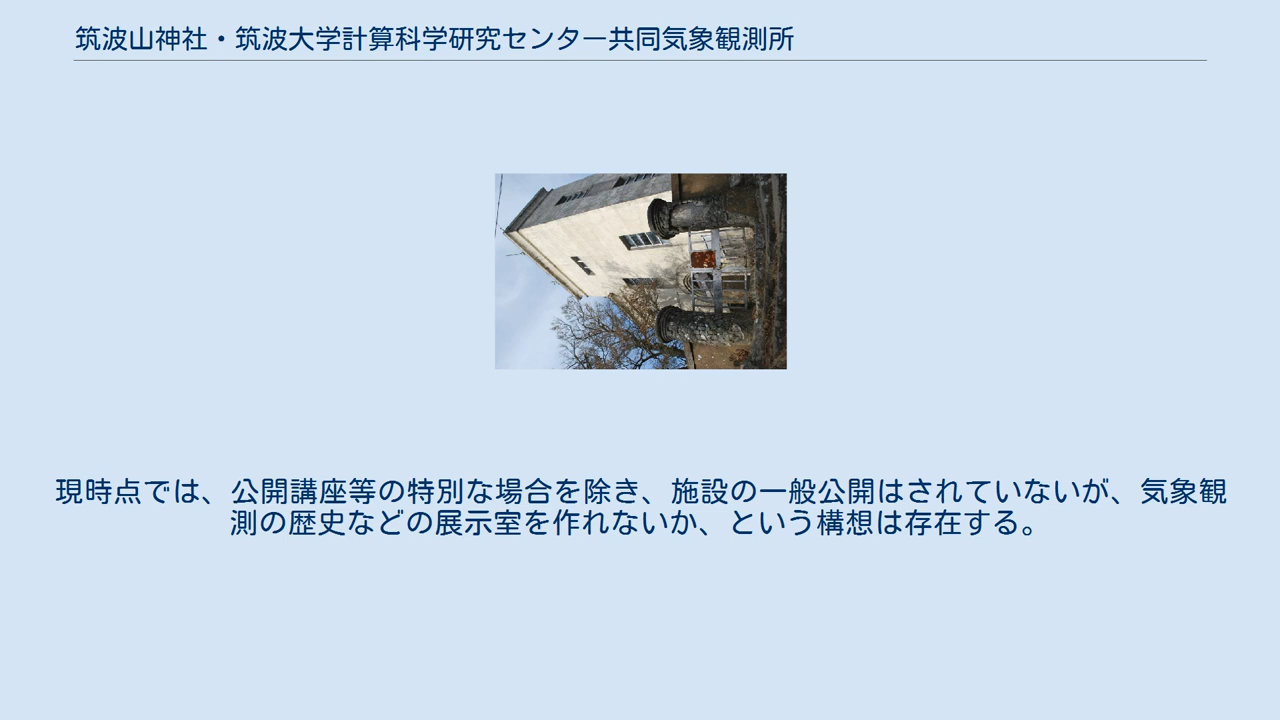 筑波山神社・筑波大学計算科学研究センター共同気象観測所
現時点では、公開講座等の特別な場合を除き、施設の一般公開はされていないが、気象観
測の歴史などの展示室を作れないか、という構想は存在する。